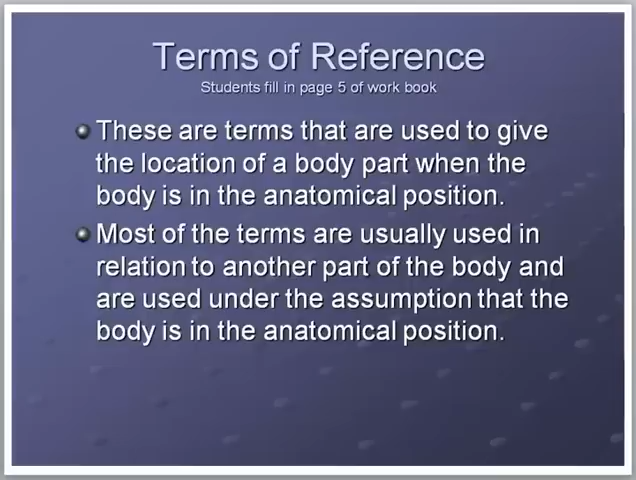 Terms of Reference
Students fill in page 5 of work book
These are terms that are used to give
the location of a body part when the
body is in the anatomical position.
Most of the terms are usually used in
relation to another part of the body and
are used under the assumption that the
body is in the anatomical position.